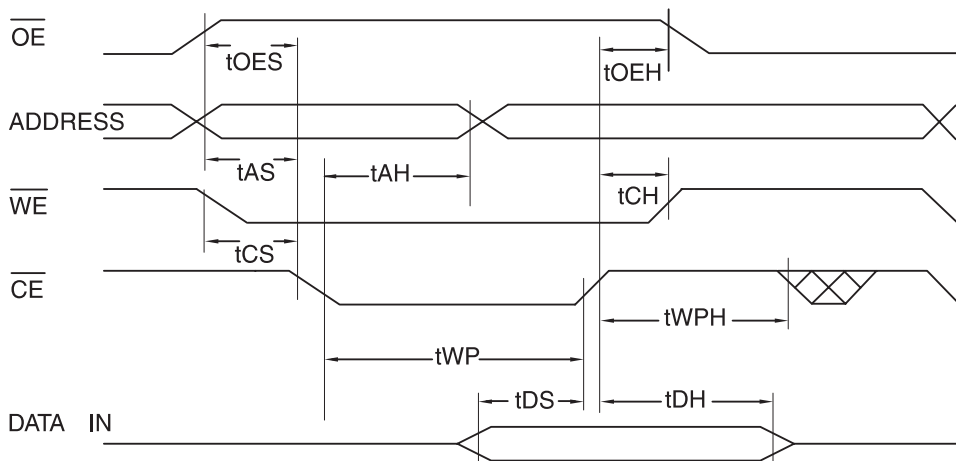 OE
tOES
tOEH
ADDRESS
tAS
tAH
tCH
WE
tCS
CE
tWPH
tWP
tDS
tDH
DATA IN